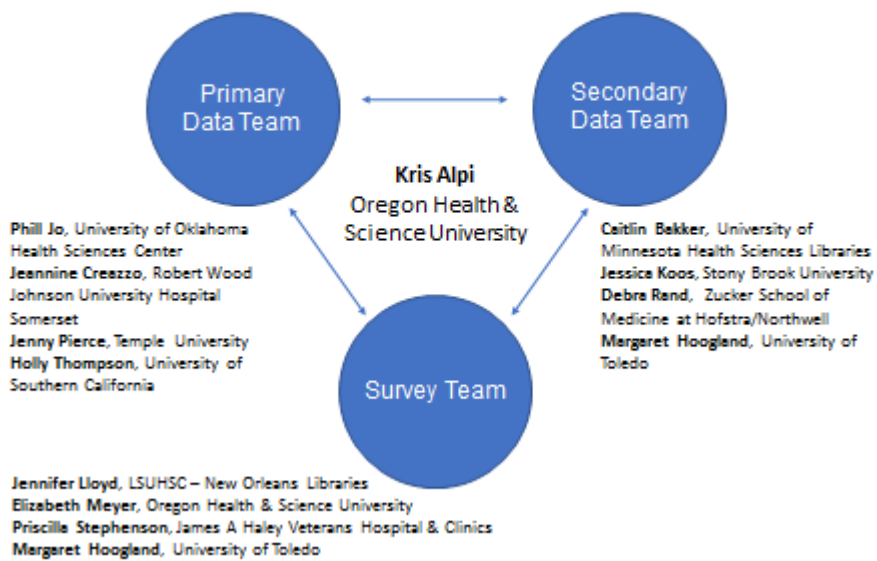 Primary
Data Team
Secondary
Data Team
Kris Alpi
Oregon Health &
Science University
Phill Jo, University of Oklahoma
Health Sciences Center
Jeannine Creazzo, Robert Wood
Johnson University Hospital
Somerset
Jenny Pierce, Temple University
Holly Thompson, University of
Southern California
Caitlin Bakker, University of
Minnesota Health Sciences Libraries
Jessica Koos, Stony Brook University
Debra Rand, Zucker School of
Medicine at Hofstra/Northwell
Margaret Hoogland, University of
Toledo
Survey Team
Jennifer Lloyd, LSUHSC – New Orleans Libraries
Elizabeth Meyer, Oregon Health & Science University
Priscilla Stephenson, James A Haley Veterans Hospital & Clinics
Margaret Hoogland, University of Toledo